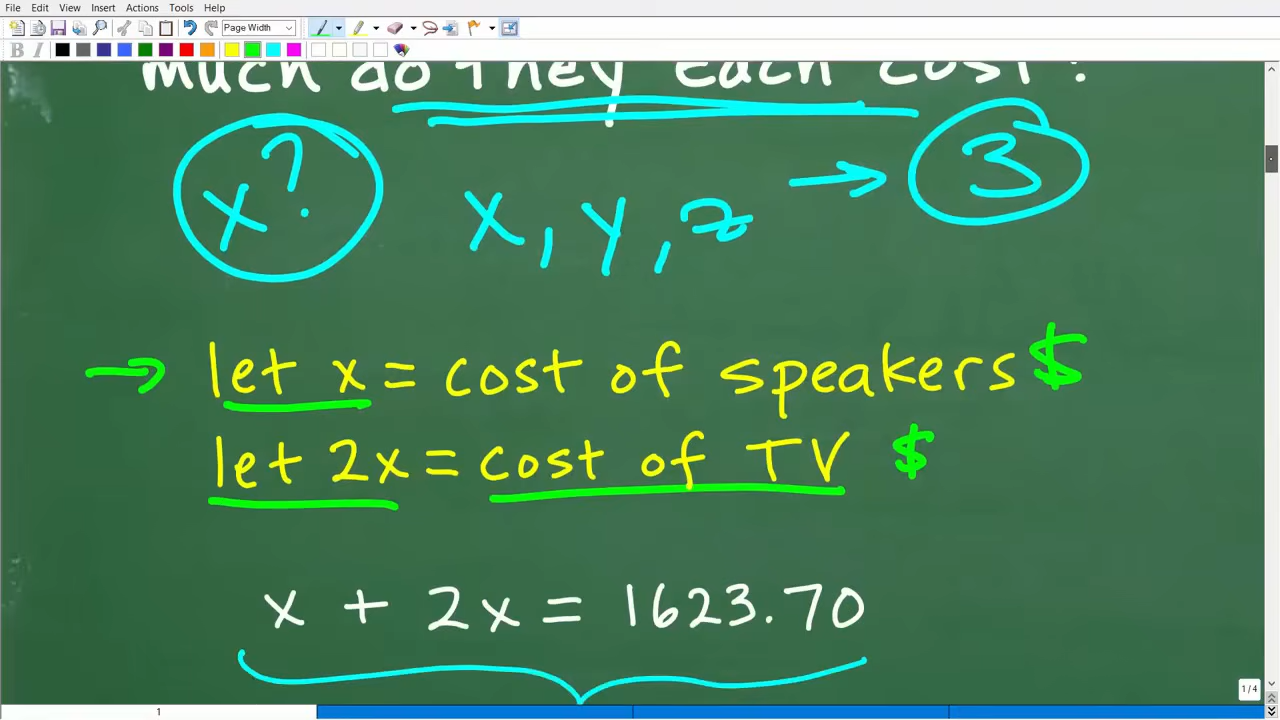 File Edit View Insert Actions Tools Help
Page Width
B I
much do they each cost?
x? x, y, z → 3
→ let x = cost of speakers $
let 2x = cost of TV $
x + 2x = 1623.70
1 / 4
1